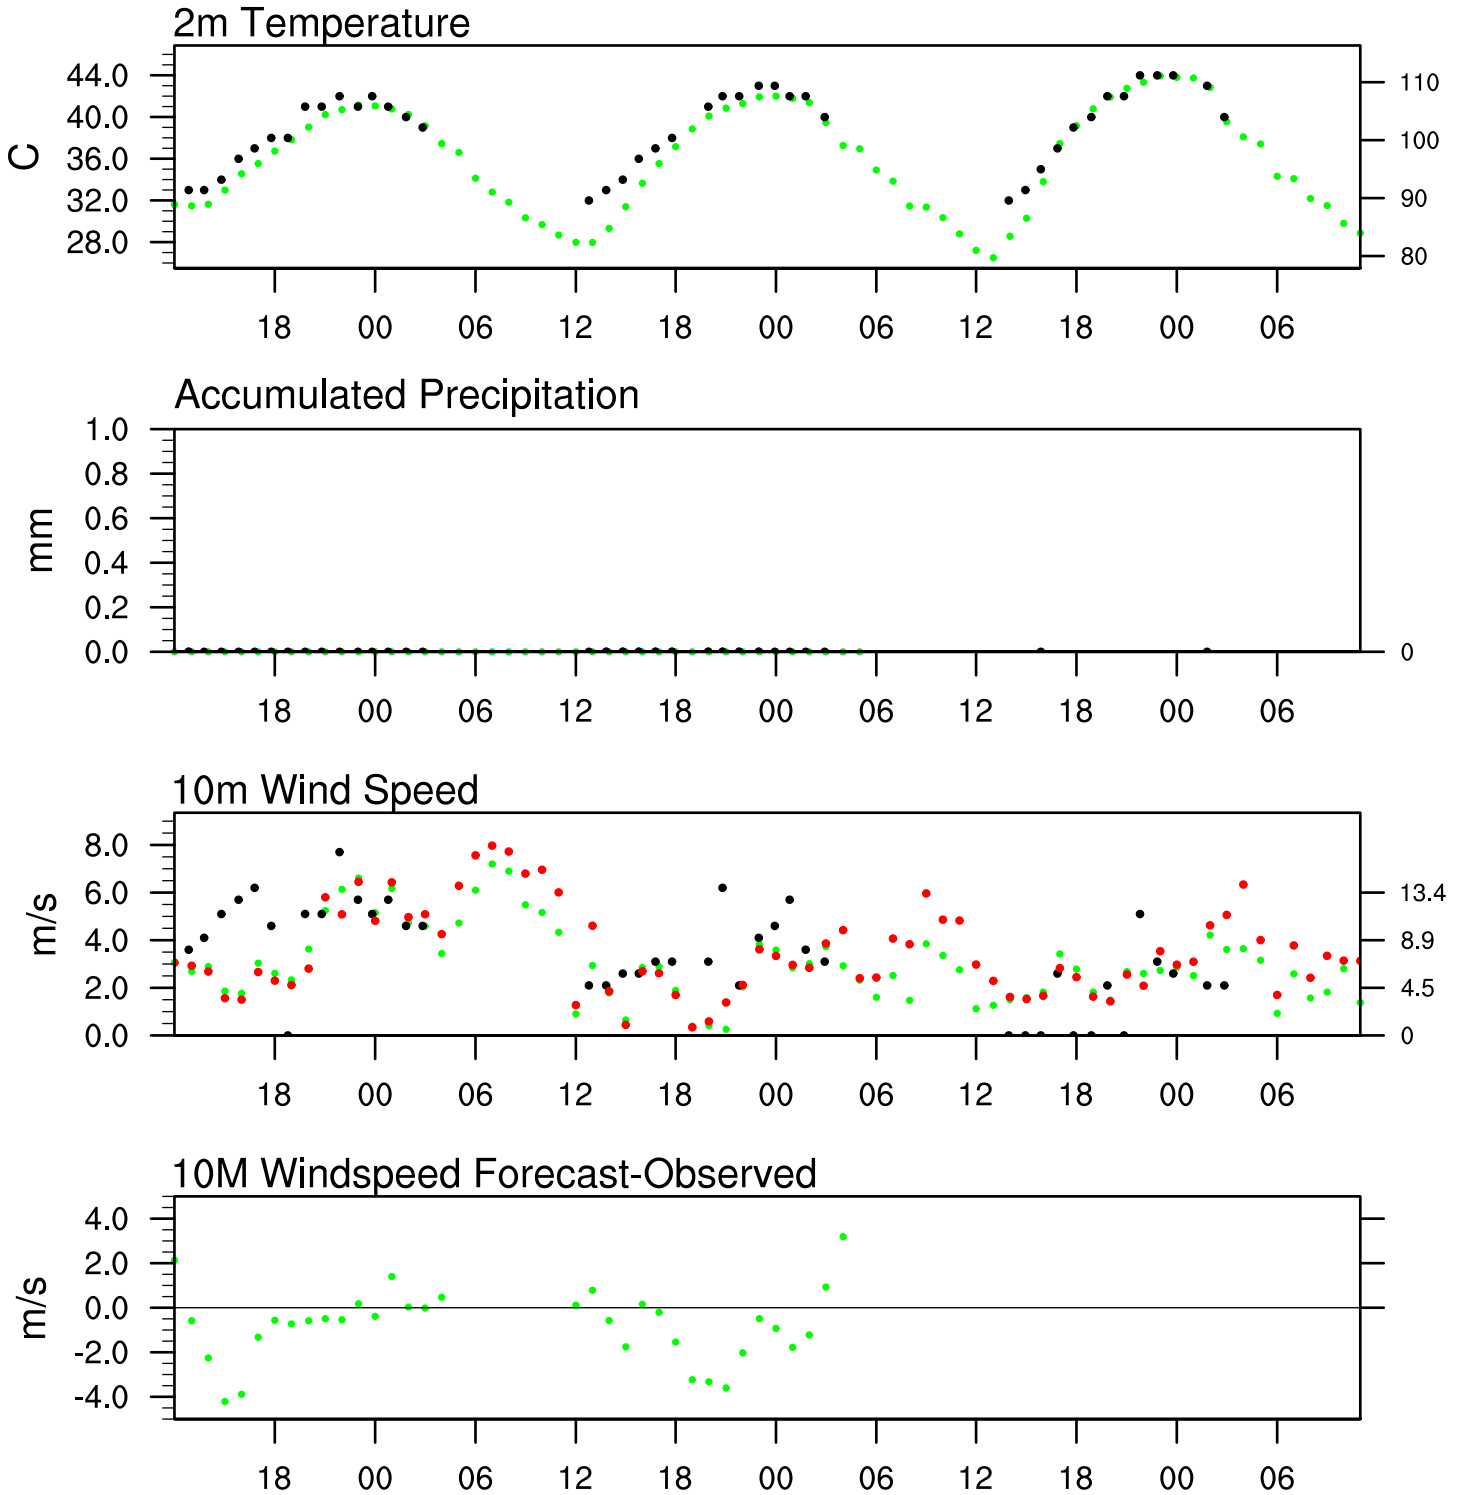 2m Temperature
44.0
40.0
36.0
32.0
28.0
C
110
100
90
80
18 00 06 12 18 00 06 12 18 00 06
Accumulated Precipitation
1.0
0.8
0.6
0.4
0.2
0.0
mm
0
18 00 06 12 18 00 06 12 18 00 06
10m Wind Speed
8.0
6.0
4.0
2.0
0.0
m/s
13.4
8.9
4.5
0
18 00 06 12 18 00 06 12 18 00 06
10M Windspeed Forecast-Observed
4.0
2.0
0.0
-2.0
-4.0
m/s
18 00 06 12 18 00 06 12 18 00 06